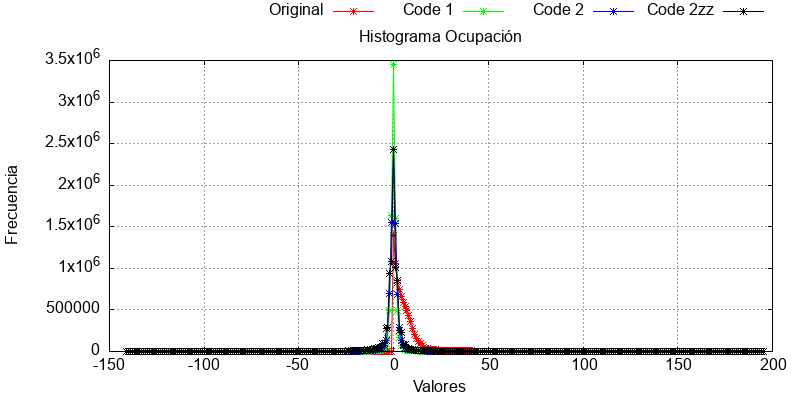 Original Code 1 Code 2 Code 2zz
Histograma Ocupación
3.5x10^6
3x10^6
2.5x10^6
2x10^6
1.5x10^6
1x10^6
500000
0
Frecuencia
-150 -100 -50 0 50 100 150 200
Valores